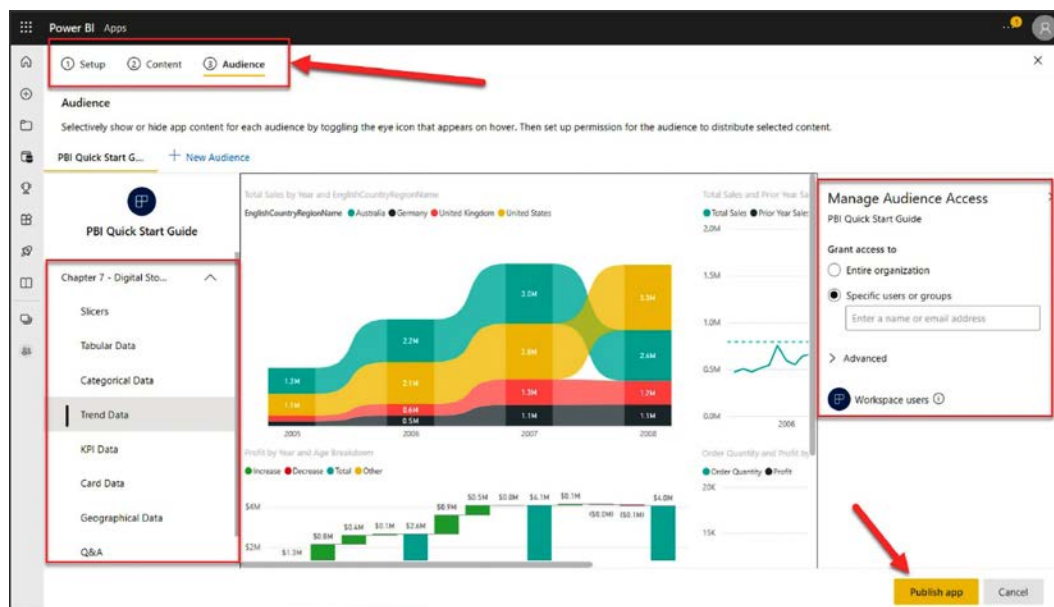 Power BI Apps
1 Setup 2 Content 3 Audience
Audience
Selectively show or hide app content for each audience by toggling the eye icon that appears on hover. Then set up permission for the audience to distribute selected content.
PBI Quick Start G... + New Audience
PBI Quick Start Guide
Chapter 7 - Digital Sto...
Slicers
Tabular Data
Categorical Data
Trend Data
KPI Data
Card Data
Geographical Data
Q&A
Total Sales by Year and EnglishCountryRegionName
EnglishCountryRegionName Australia Germany United Kingdom United States
1.3M
1.1M
2.2M
2.1M
0.6M
0.5M
3.0M
2.8M
1.3M
1.1M
3.3M
2.6M
1.2M
1.1M
2005 2006 2007 2008
Total Sales and Prior Year Sa
Total Sales Prior Year Sales
2.0M
1.5M
1.0M
0.5M
0.0M
2006
Profit by Year and Age Breakdown
Increase Decrease Total Other
$4M
$2M
$1.3M
$0.8M
$0.4M
$0.1M
$2.6M
$0.9M
$0.5M
$0.0M
$4.1M
$0.1M
($0.0M)
($0.1M)
$4.0M
Order Quantity and Profit by
Order Quantity Profit
20K
15K
Manage Audience Access
PBI Quick Start Guide
Grant access to
Entire organization
Specific users or groups
Enter a name or email address
Advanced
Workspace users
Publish app Cancel